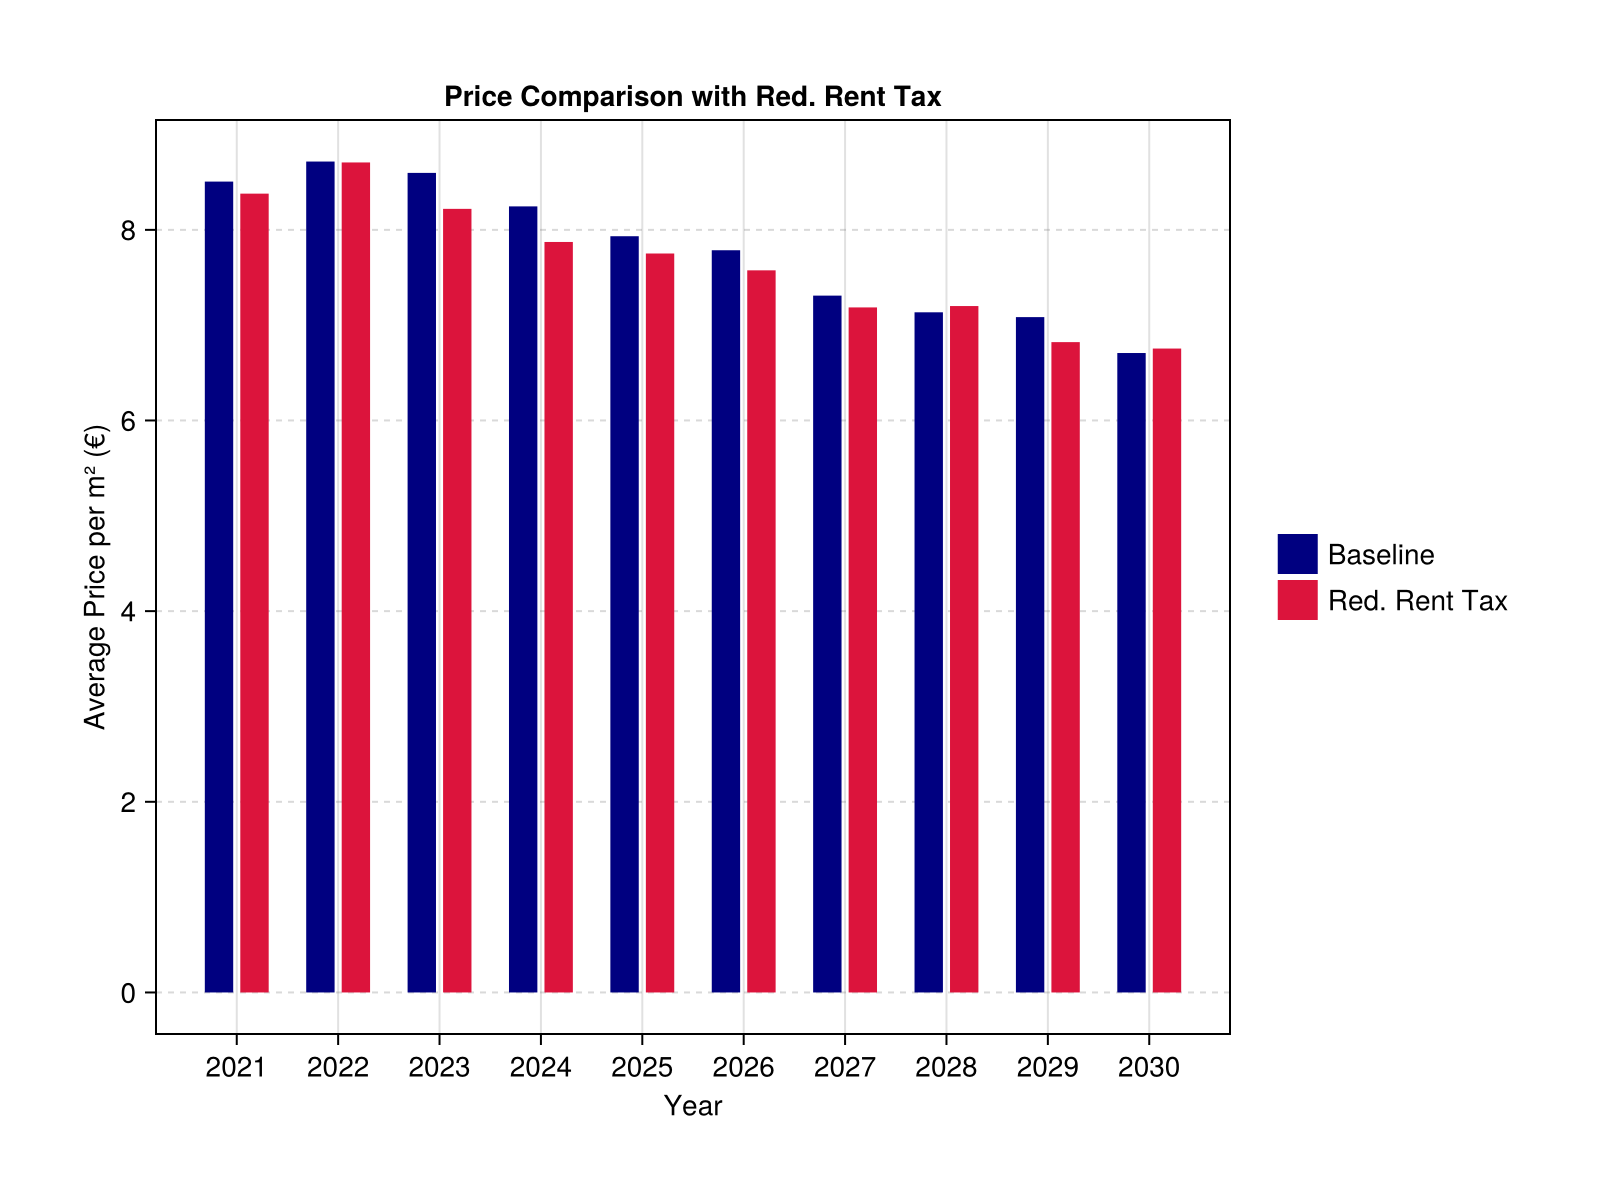 Price Comparison with Red. Rent Tax
Average Price per m² (€)
8
6
4
2
0
2021 2022 2023 2024 2025 2026 2027 2028 2029 2030
Year
Baseline
Red. Rent Tax